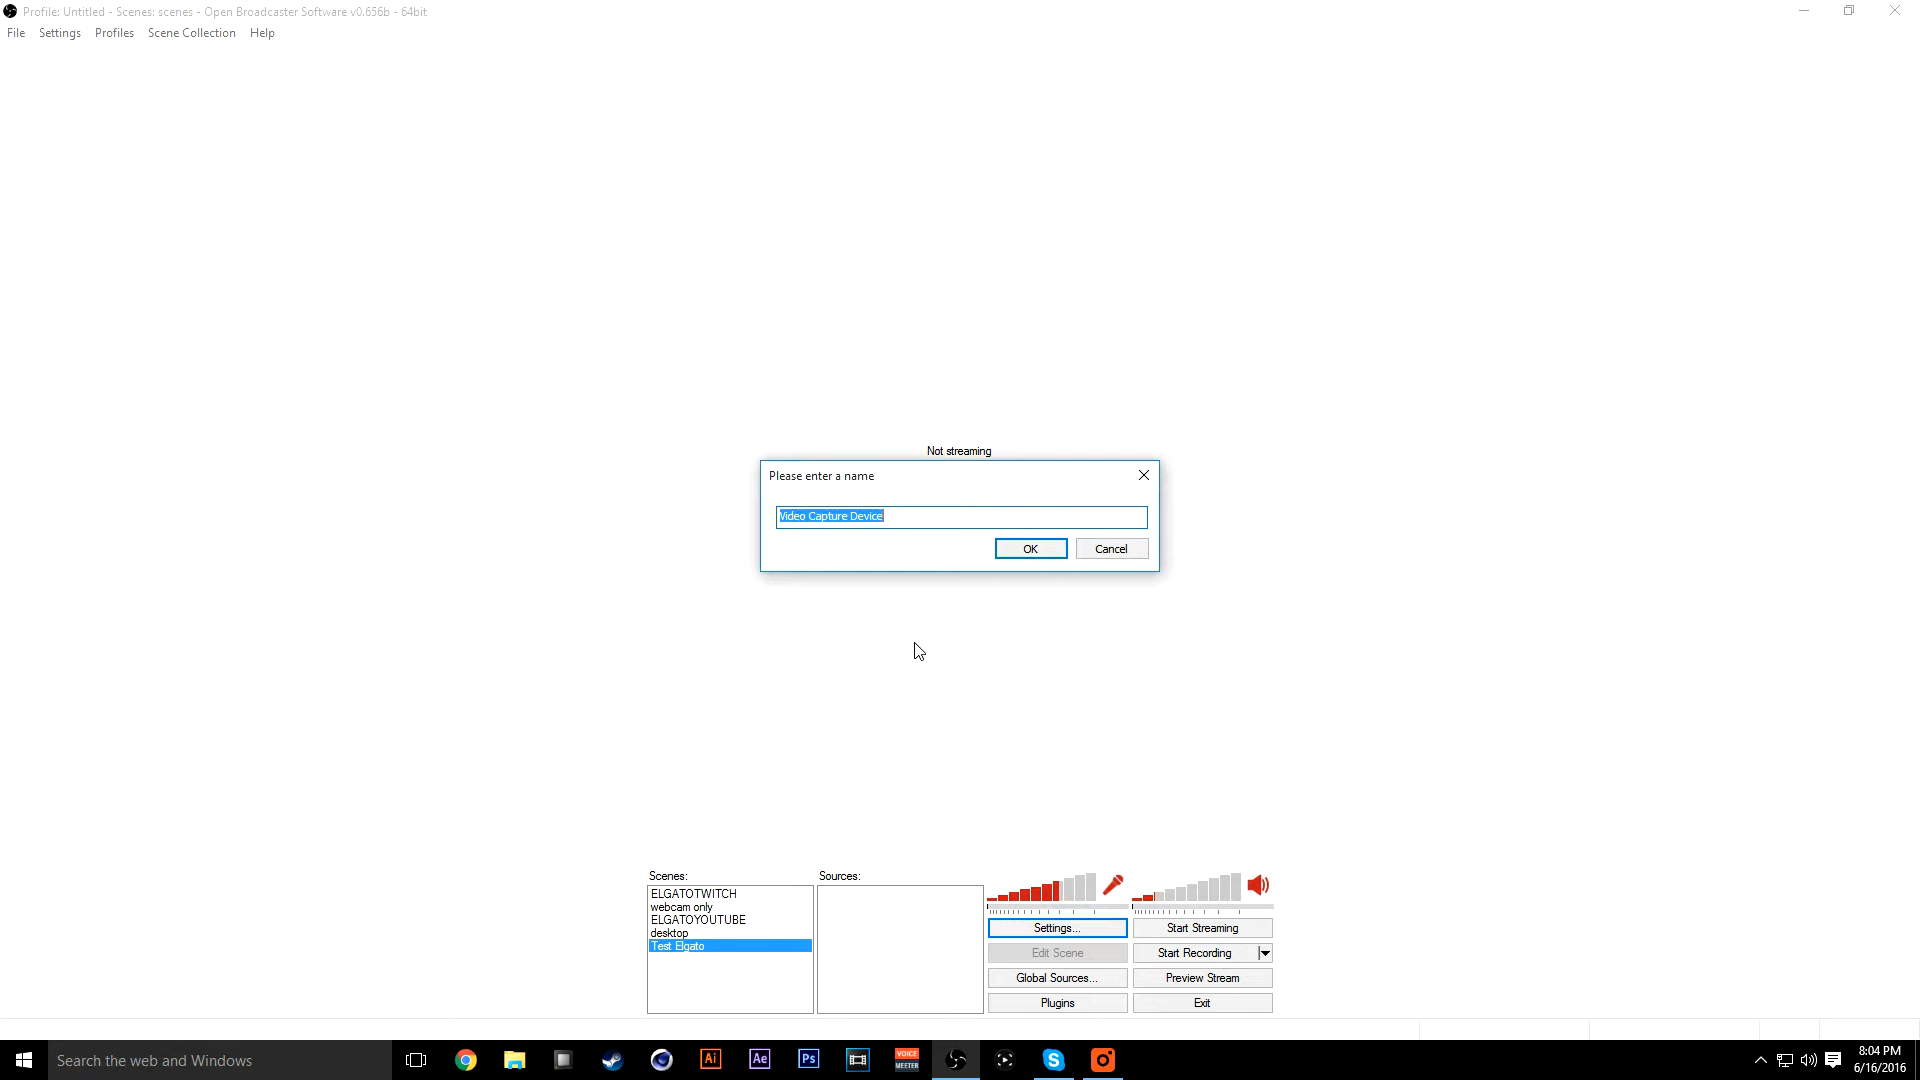 Profile: Untitled - Scenes: scenes - Open Broadcaster Software v0.656b - 64bit
File Settings Profiles Scene Collection Help
Not streaming
Please enter a name
Video Capture Device
OK Cancel
Scenes: Sources:
ELGATOTWITCH
webcam only
ELGATOYOUTUBE
desktop
Test Elgato
Settings... Start Streaming
Edit Scene Start Recording
Global Sources... Preview Stream
Plugins Exit
Search the web and Windows
Ai Ae Ps VOICE MEETER S
8:04 PM
6/16/2016